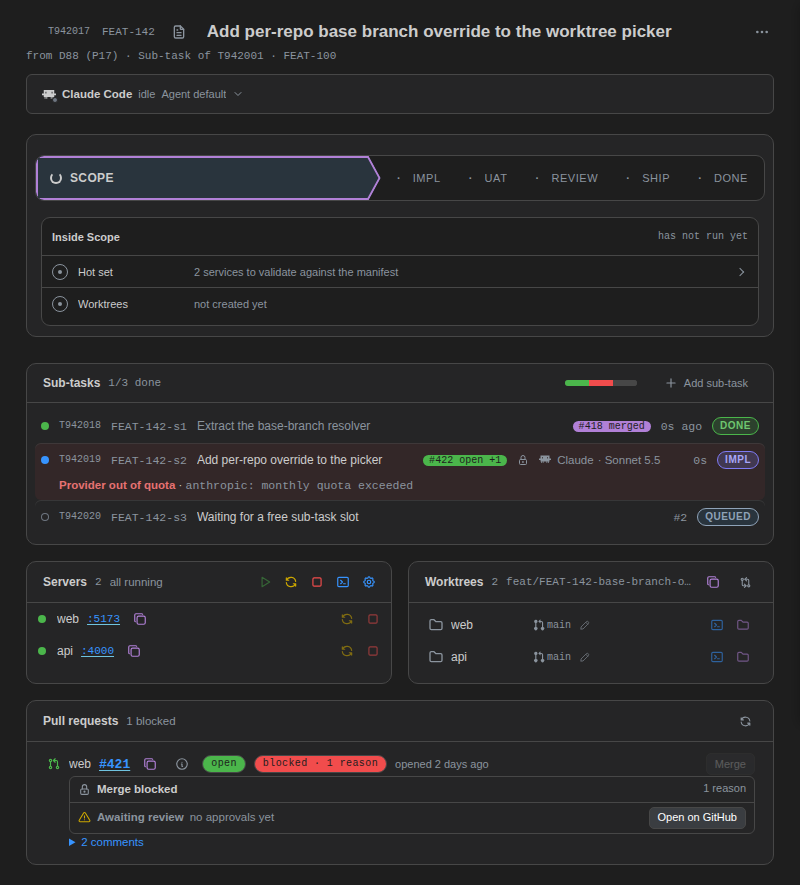 T942017 FEAT-142 Add per-repo base branch override to the worktree picker
from D88 (P17) · Sub-task of T942001 · FEAT-100
Claude Code idle Agent default
SCOPE · IMPL · UAT · REVIEW · SHIP · DONE
Inside Scope has not run yet
Hot set 2 services to validate against the manifest
Worktrees not created yet
Sub-tasks 1/3 done Add sub-task
T942018 FEAT-142-s1 Extract the base-branch resolver #418 merged 0s ago DONE
T942019 FEAT-142-s2 Add per-repo override to the picker #422 open +1 Claude · Sonnet 5.5 0s IMPL
Provider out of quota · anthropic: monthly quota exceeded
T942020 FEAT-142-s3 Waiting for a free sub-task slot #2 QUEUED
Servers 2 all running
web :5173
api :4000
Worktrees 2 feat/FEAT-142-base-branch-o…
web main
api main
Pull requests 1 blocked
web #421 open blocked · 1 reason opened 2 days ago Merge
Merge blocked 1 reason
Awaiting review no approvals yet Open on GitHub
2 comments